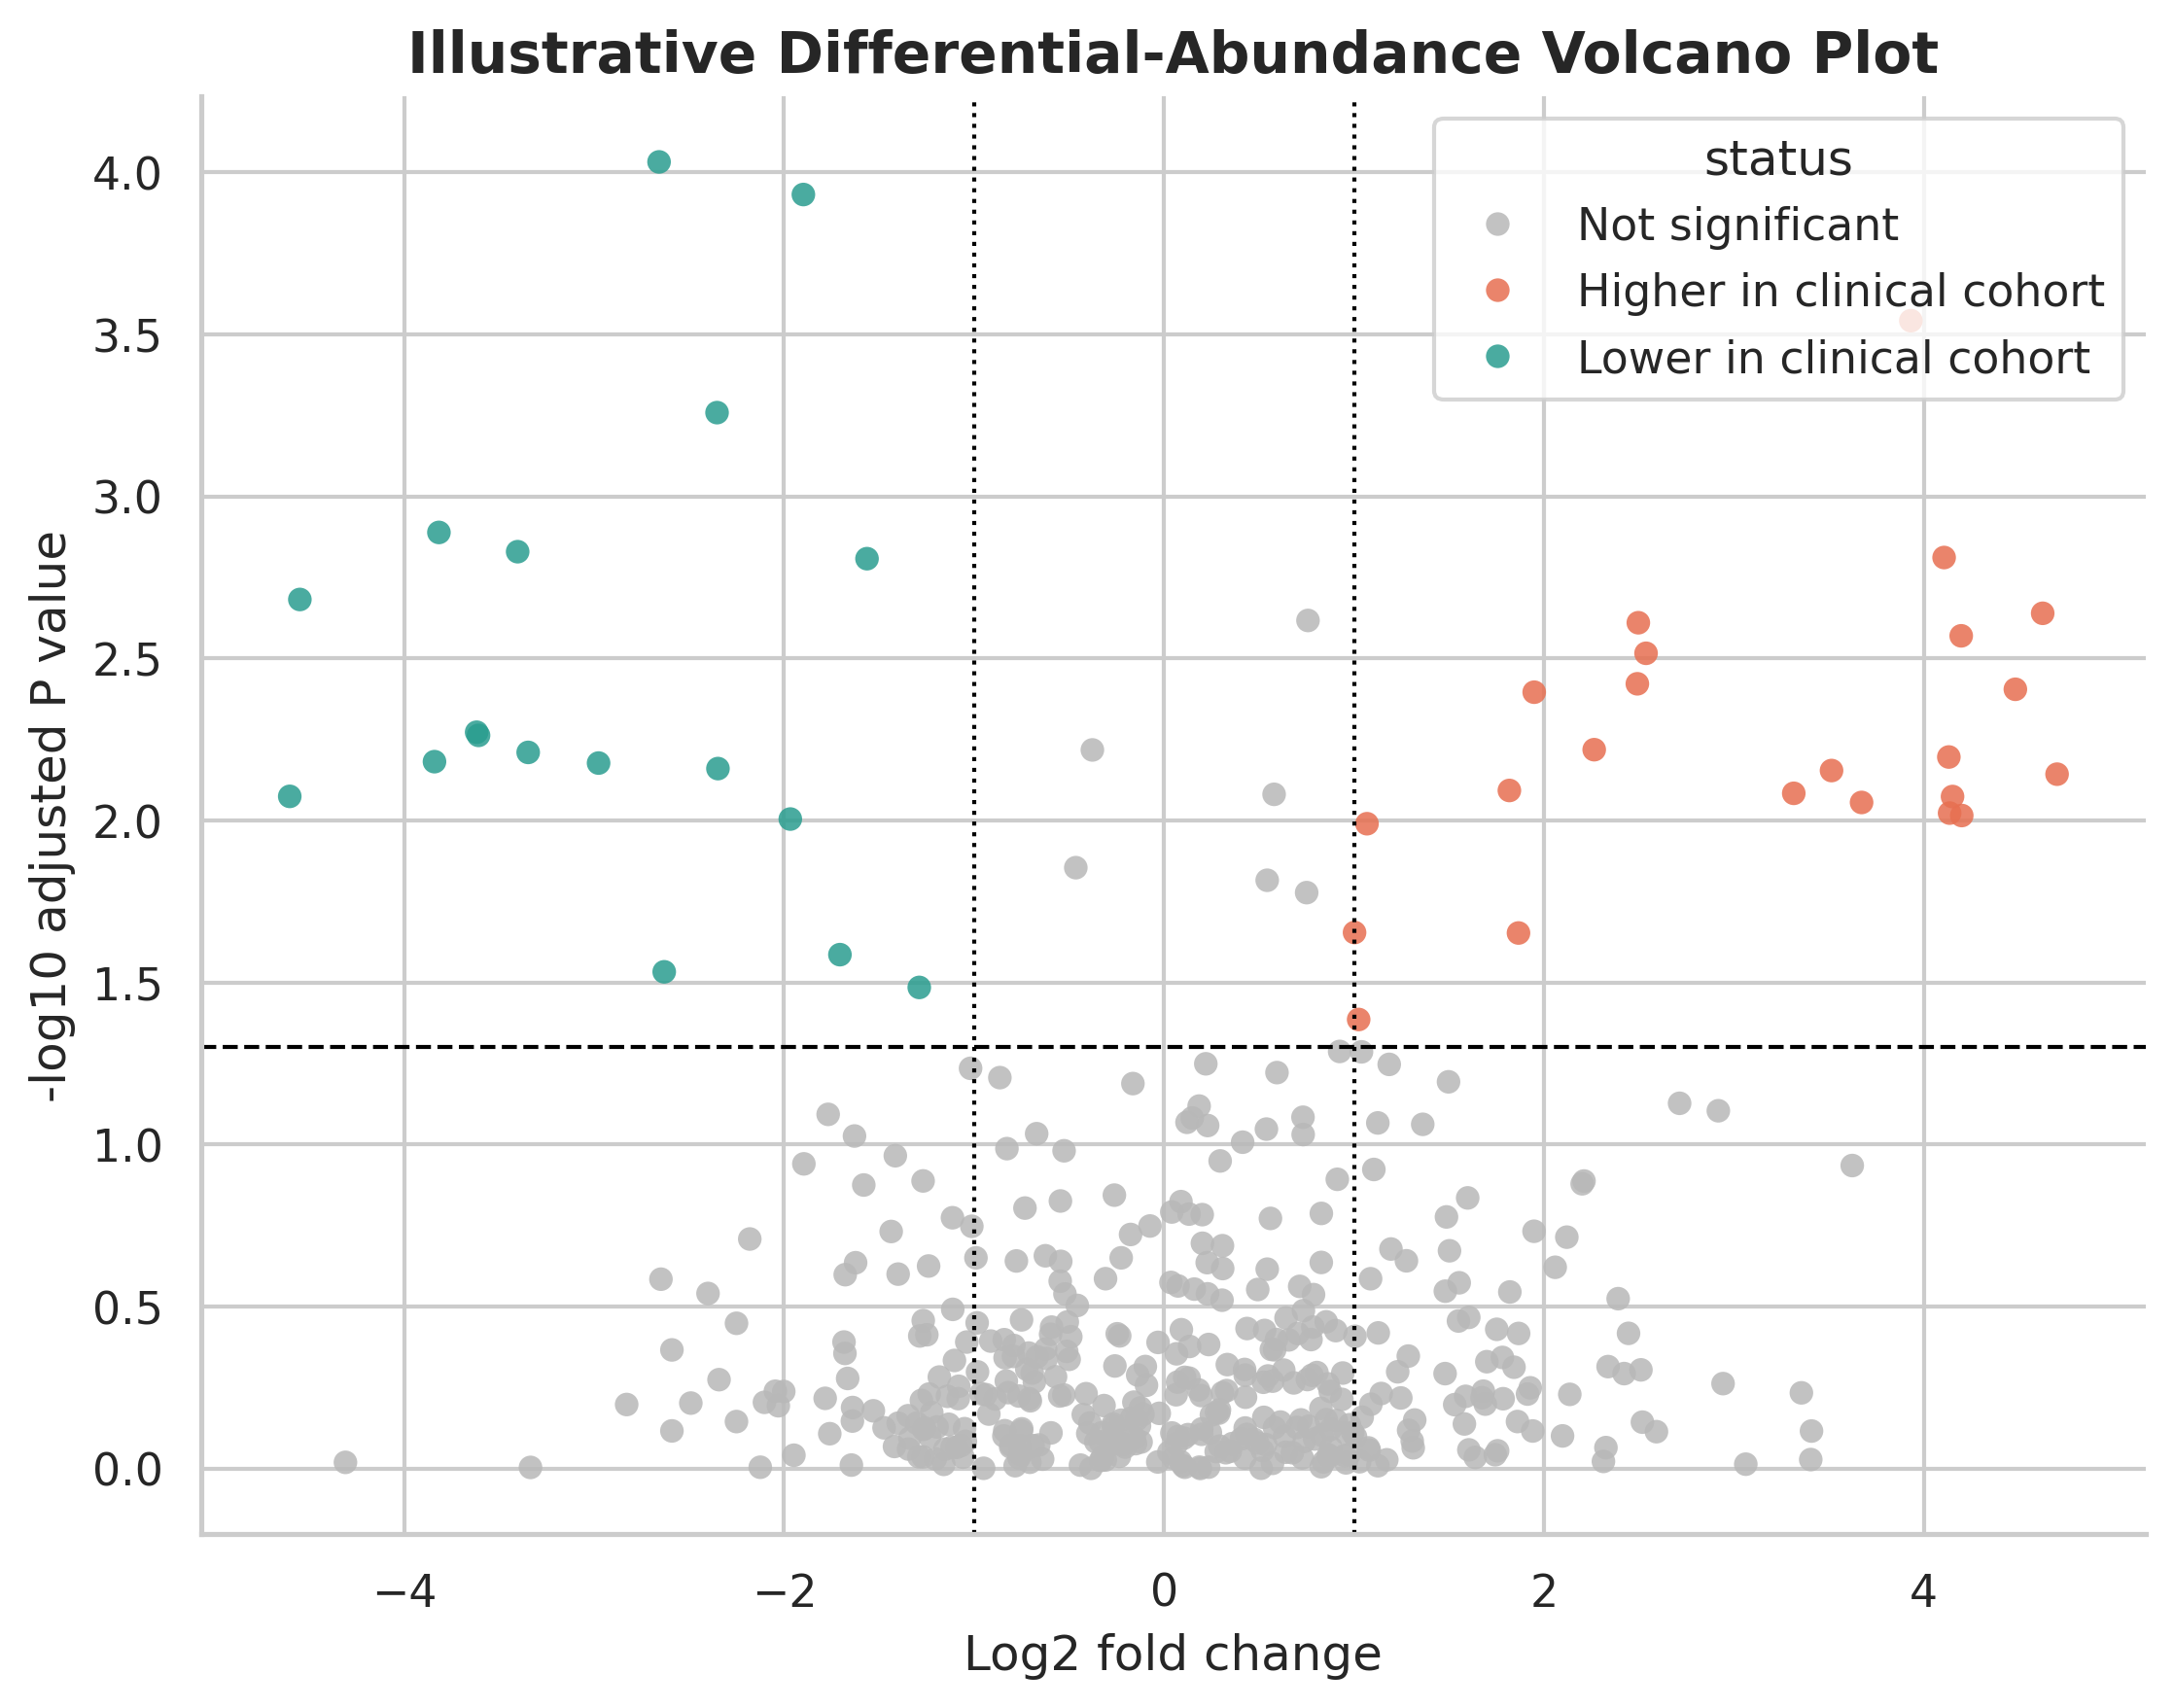 Illustrative Differential-Abundance Volcano Plot
status
Not significant
Higher in clinical cohort
Lower in clinical cohort
-log10 adjusted P value
4.0
3.5
3.0
2.5
2.0
1.5
1.0
0.5
0.0
−4
−2
0
2
4
Log2 fold change